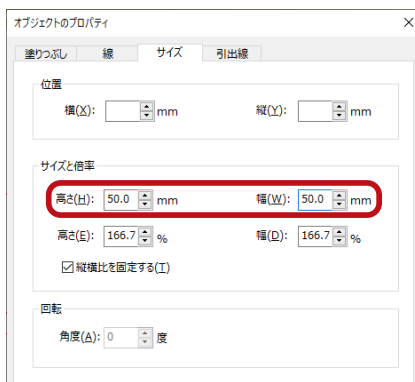 オブジェクトのプロパティ
塗りつぶし 線 サイズ 引出線
位置
横(X): mm 縦(Y): mm
サイズと倍率
高さ(H): 50.0 mm 幅(W): 50.0 mm
高さ(E): 166.7 % 幅(D): 166.7 %
縦横比を固定する(T)
回転
角度(A): 0 度